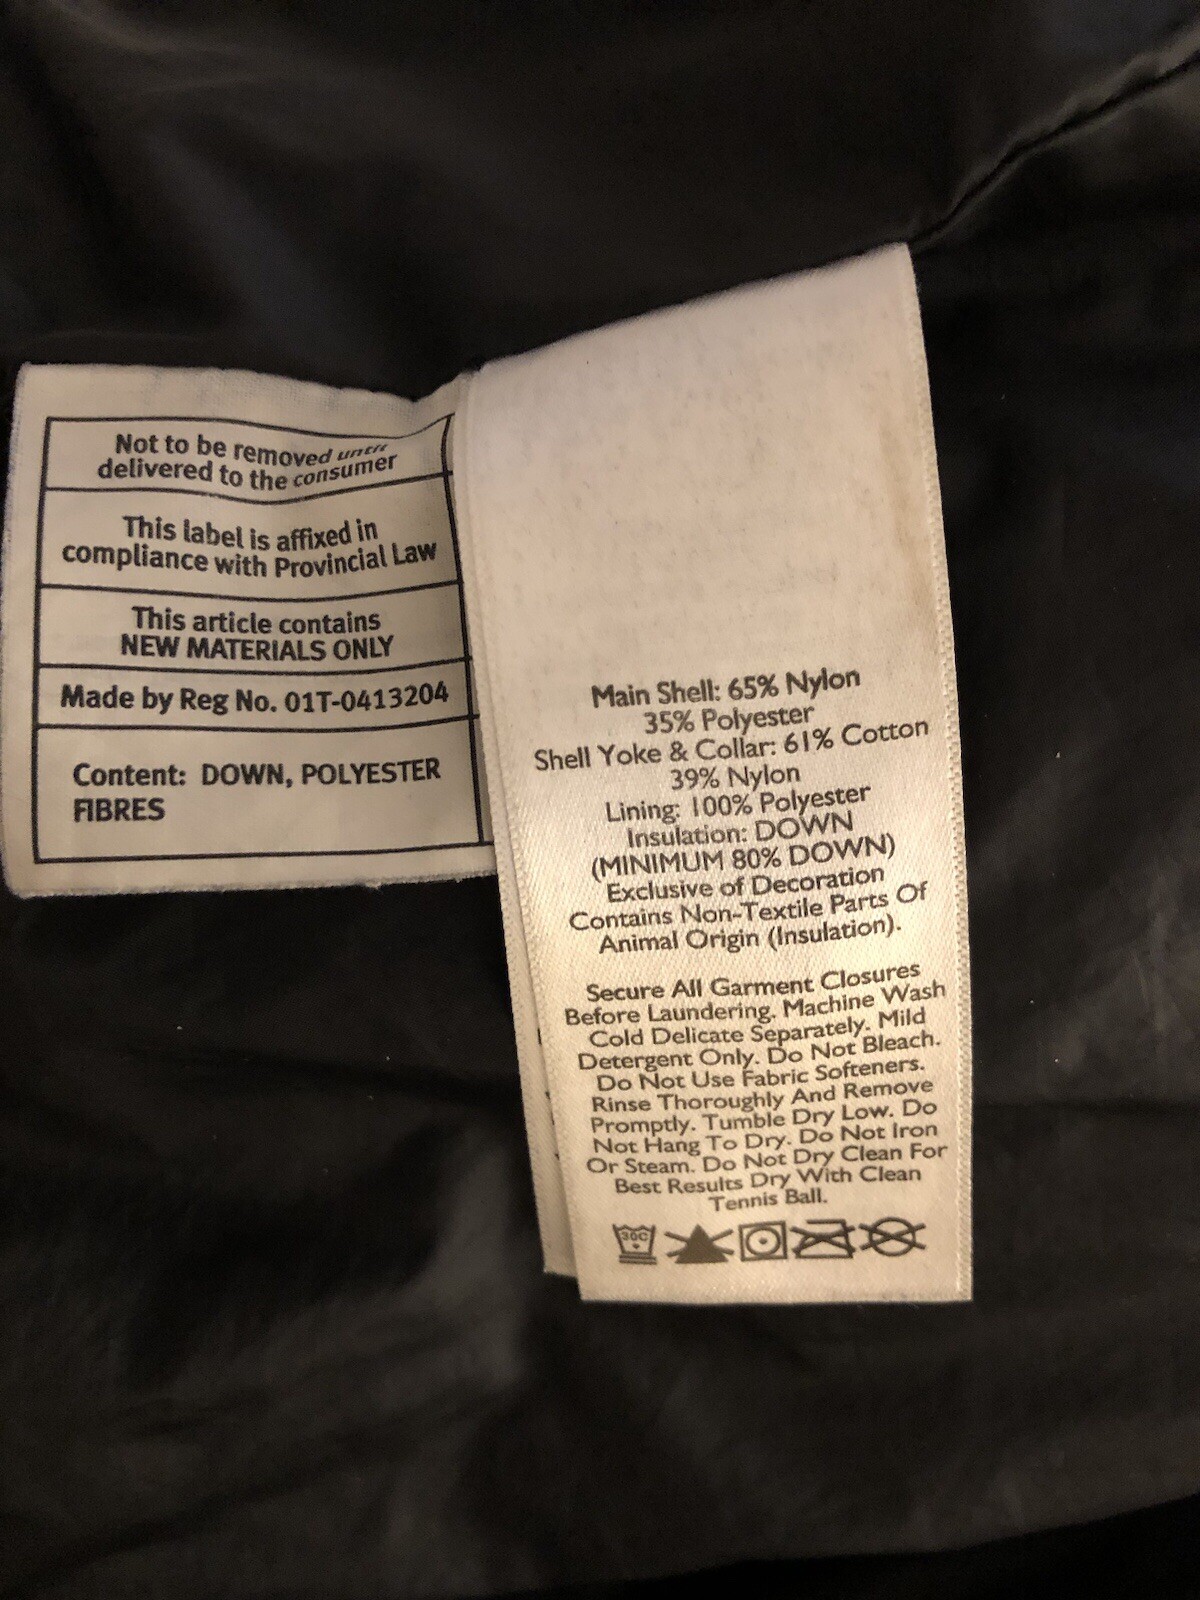 Not to be removed until
delivered to the consumer
This label is affixed in
compliance with Provincial Law
This article contains
NEW MATERIALS ONLY
Made by Reg No. 01T-0413204
Content: DOWN, POLYESTER
FIBRES
Main Shell: 65% Nylon
35% Polyester
Shell Yoke & Collar: 61% Cotton
39% Nylon
Lining: 100% Polyester
Insulation: DOWN
(MINIMUM 80% DOWN)
Exclusive of Decoration
Contains Non-Textile Parts Of
Animal Origin (Insulation).
Secure All Garment Closures
Before Laundering. Machine Wash
Cold Delicate Separately. Mild
Detergent Only. Do Not Bleach.
Do Not Use Fabric Softeners.
Rinse Thoroughly And Remove
Promptly. Tumble Dry Low. Do
Not Hang To Dry. Do Not Iron
Or Steam. Do Not Dry Clean For
Best Results Dry With Clean
Tennis Ball.
30C